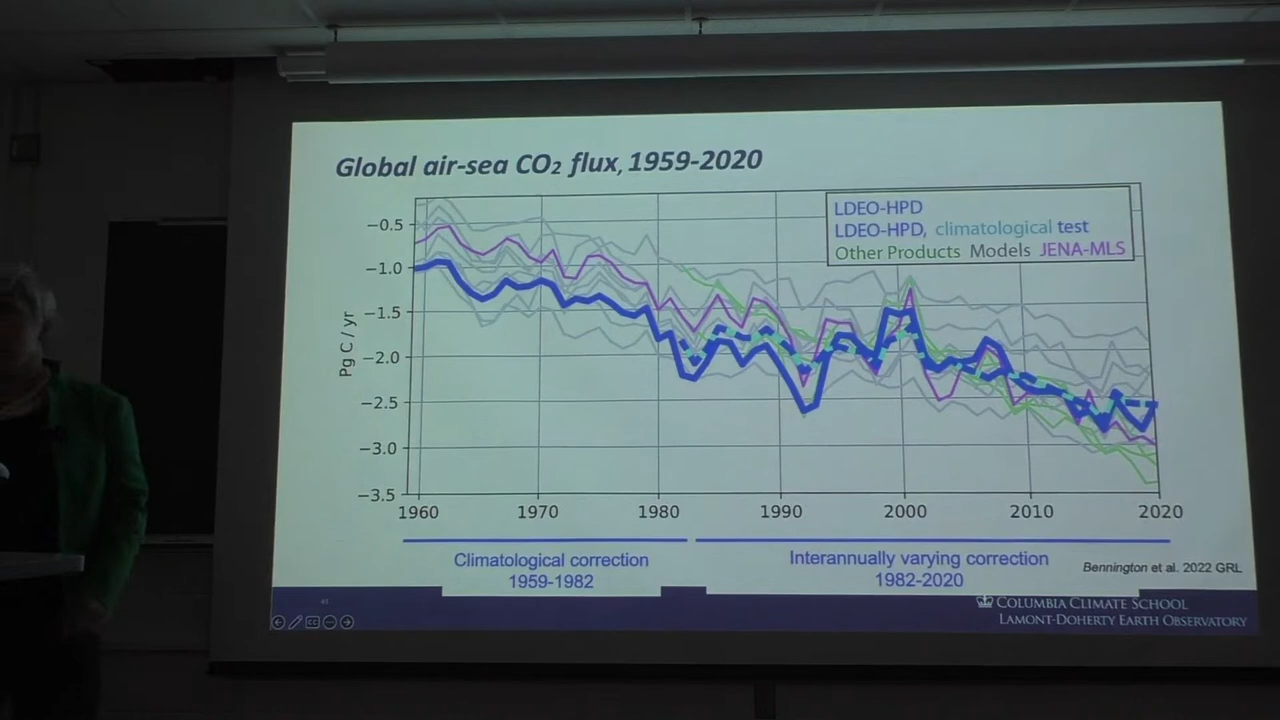 Global air-sea CO₂ flux, 1959-2020
LDEO-HPD
LDEO-HPD, climatological test
Other Products Models JENA-MLS
Pg C / yr
−0.5
−1.0
−1.5
−2.0
−2.5
−3.0
−3.5
1960 1970 1980 1990 2000 2010 2020
Climatological correction
1959-1982
Interannually varying correction
1982-2020
Bennington et al. 2022 GRL
COLUMBIA CLIMATE SCHOOL
LAMONT-DOHERTY EARTH OBSERVATORY
CC